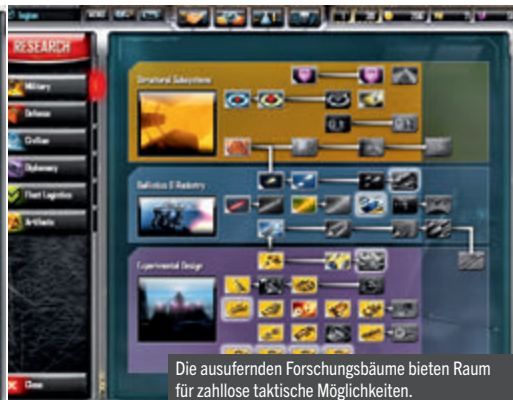 RESEARCH
Military
Defense
Civilian
Diplomacy
Fleet Logistics
Artifacts
Close
Structural Subsystems
Ballistics & Rocketry
Experimental Design
Die ausufernden Forschungsbäume bieten Raum
für zahllose taktische Möglichkeiten.